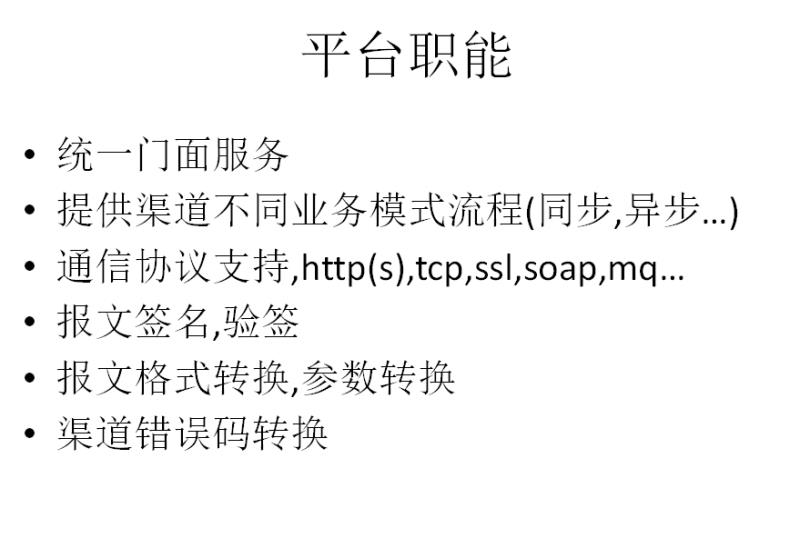 平台职能
• 统一门面服务
• 提供渠道不同业务模式流程(同步,异步…)
• 通信协议支持,http(s),tcp,ssl,soap,mq…
• 报文签名,验签
• 报文格式转换,参数转换
• 渠道错误码转换